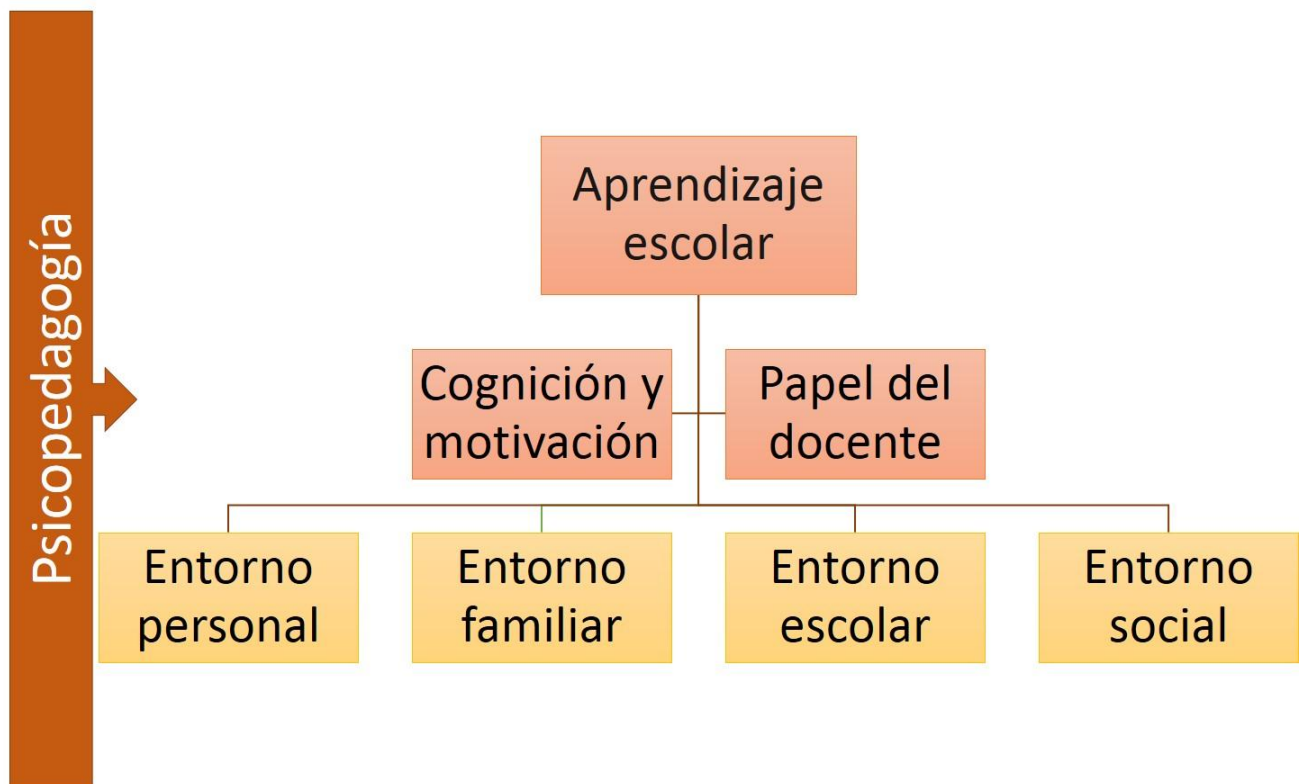 Psicopedagogía
Aprendizaje
escolar
Cognición y
motivación
Papel del
docente
Entorno
personal
Entorno
familiar
Entorno
escolar
Entorno
social